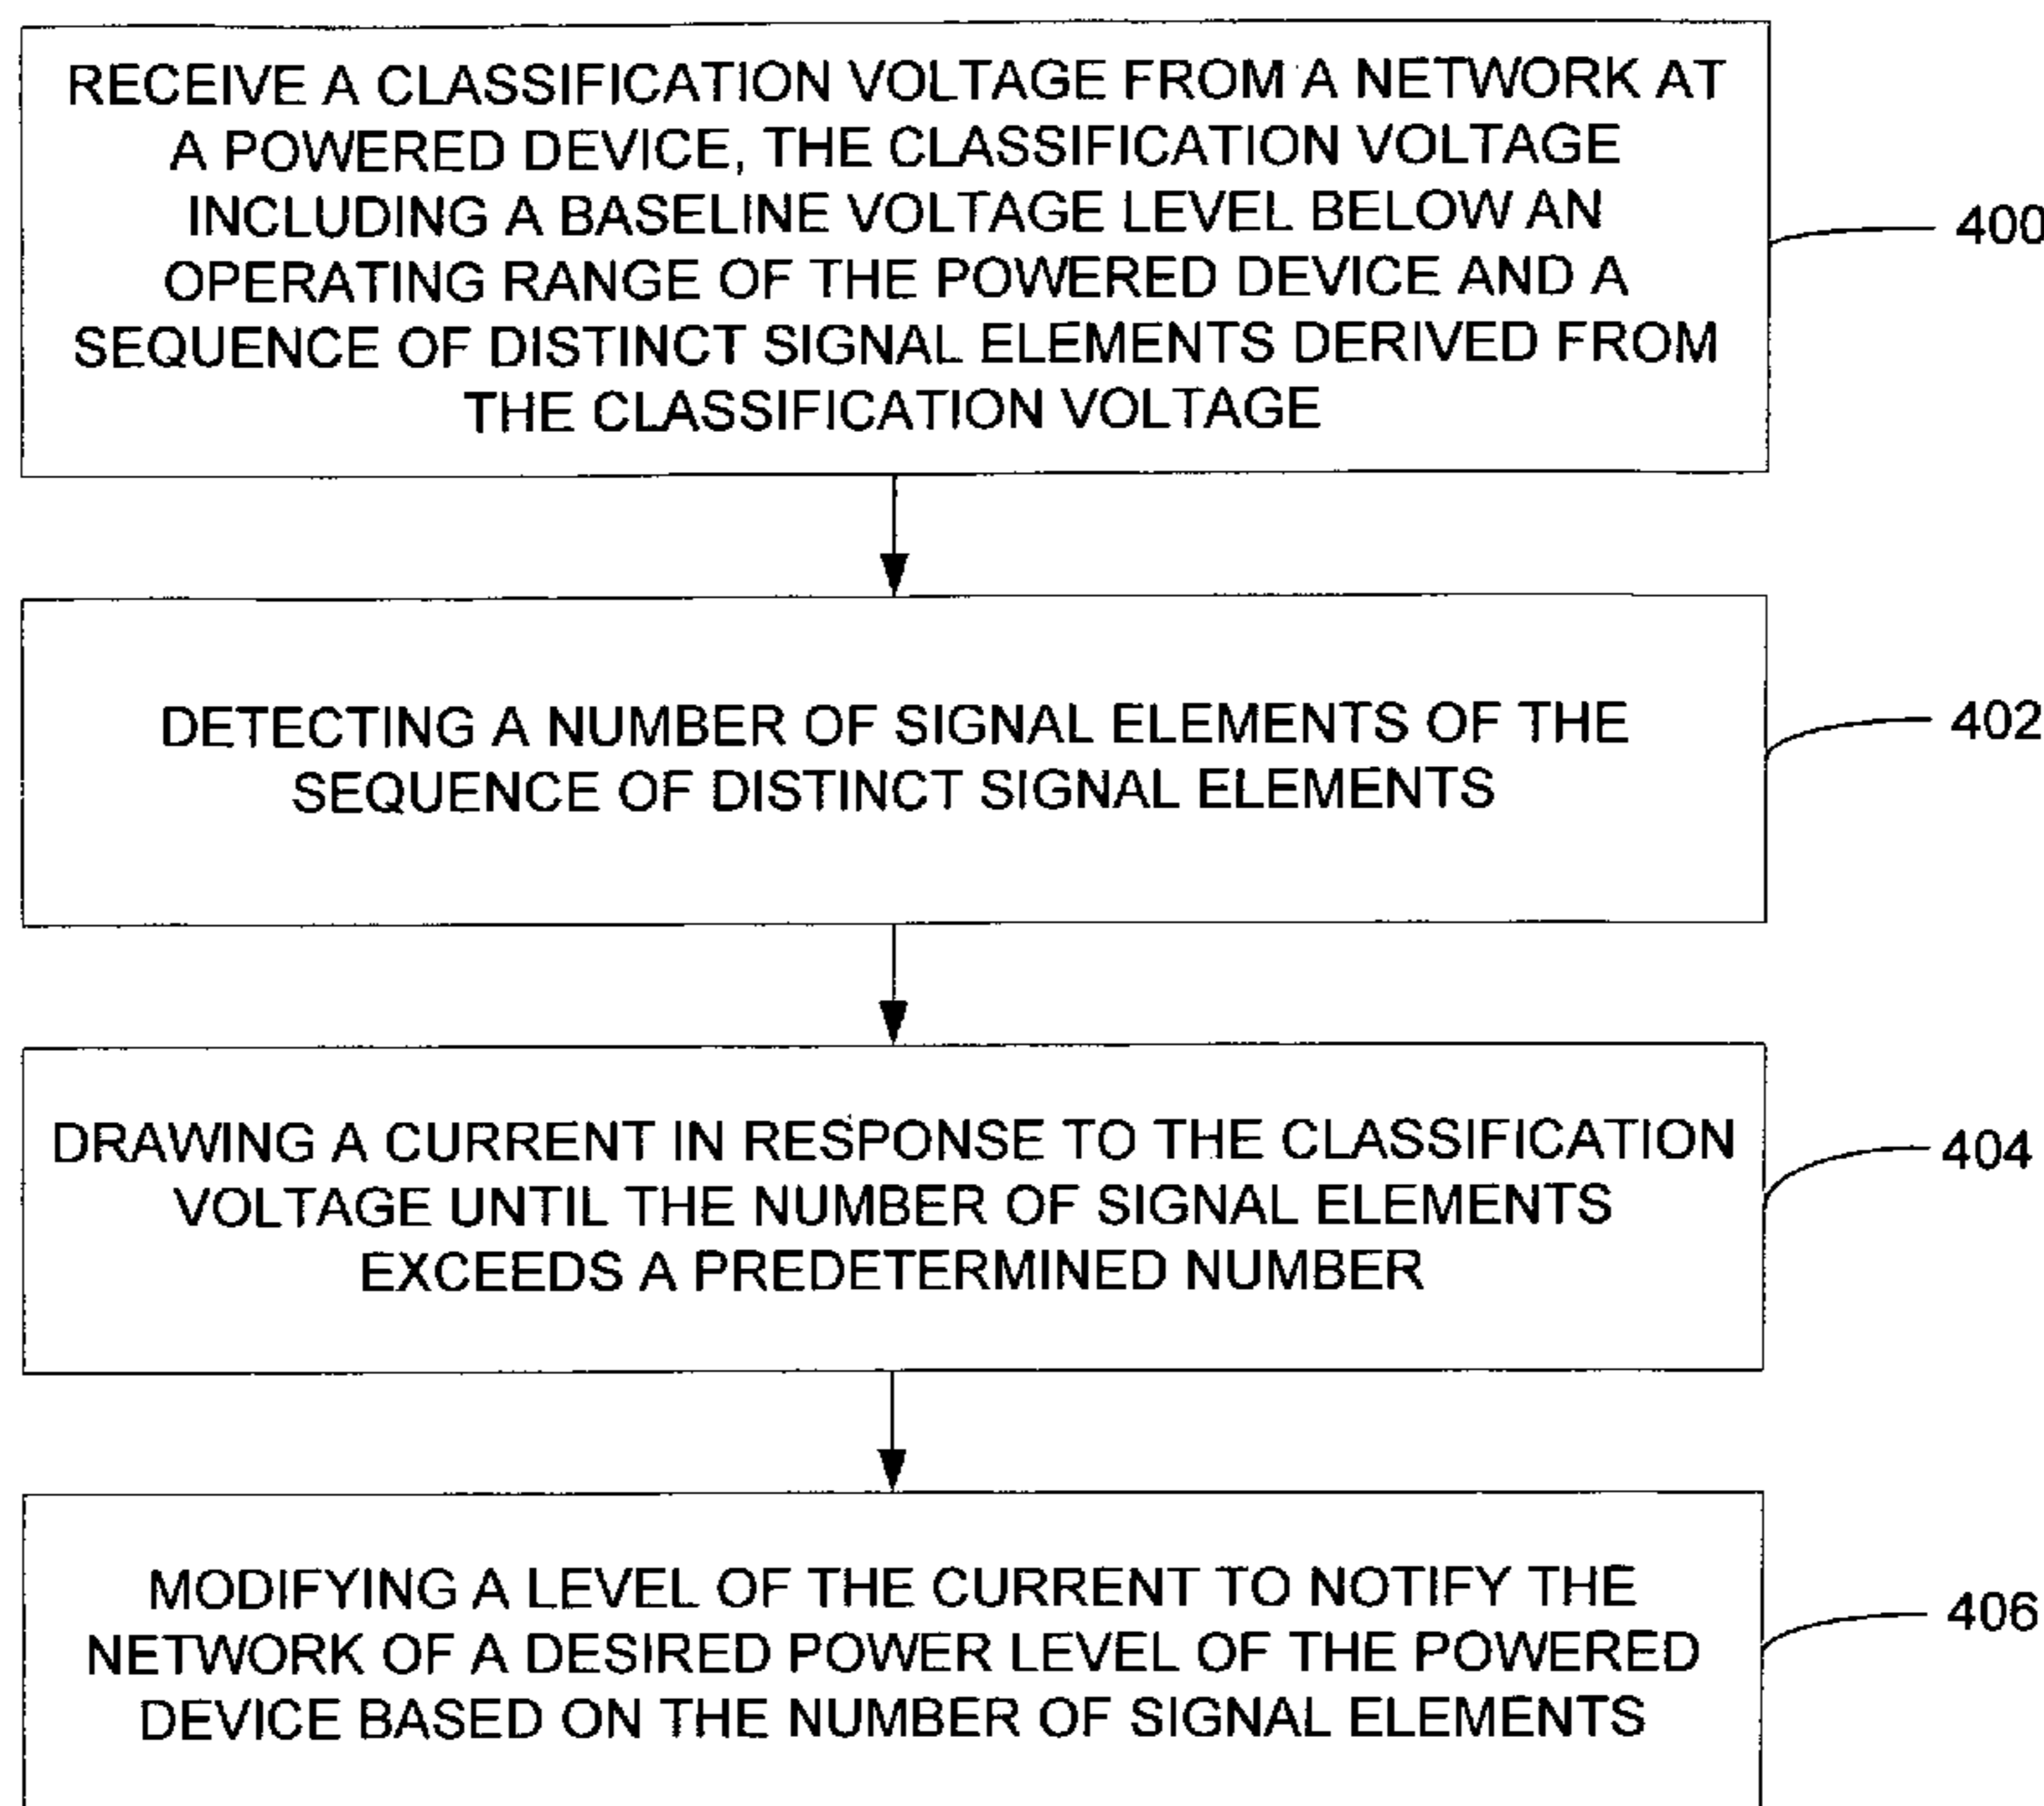 RECEIVE A CLASSIFICATION VOLTAGE FROM A NETWORK AT
A POWERED DEVICE, THE CLASSIFICATION VOLTAGE
INCLUDING A BASELINE VOLTAGE LEVEL BELOW AN
OPERATING RANGE OF THE POWERED DEVICE AND A
SEQUENCE OF DISTINCT SIGNAL ELEMENTS DERIVED FROM
THE CLASSIFICATION VOLTAGE
400
DETECTING A NUMBER OF SIGNAL ELEMENTS OF THE
SEQUENCE OF DISTINCT SIGNAL ELEMENTS
402
DRAWING A CURRENT IN RESPONSE TO THE CLASSIFICATION
VOLTAGE UNTIL THE NUMBER OF SIGNAL ELEMENTS
EXCEEDS A PREDETERMINED NUMBER
404
MODIFYING A LEVEL OF THE CURRENT TO NOTIFY THE
NETWORK OF A DESIRED POWER LEVEL OF THE POWERED
DEVICE BASED ON THE NUMBER OF SIGNAL ELEMENTS
406